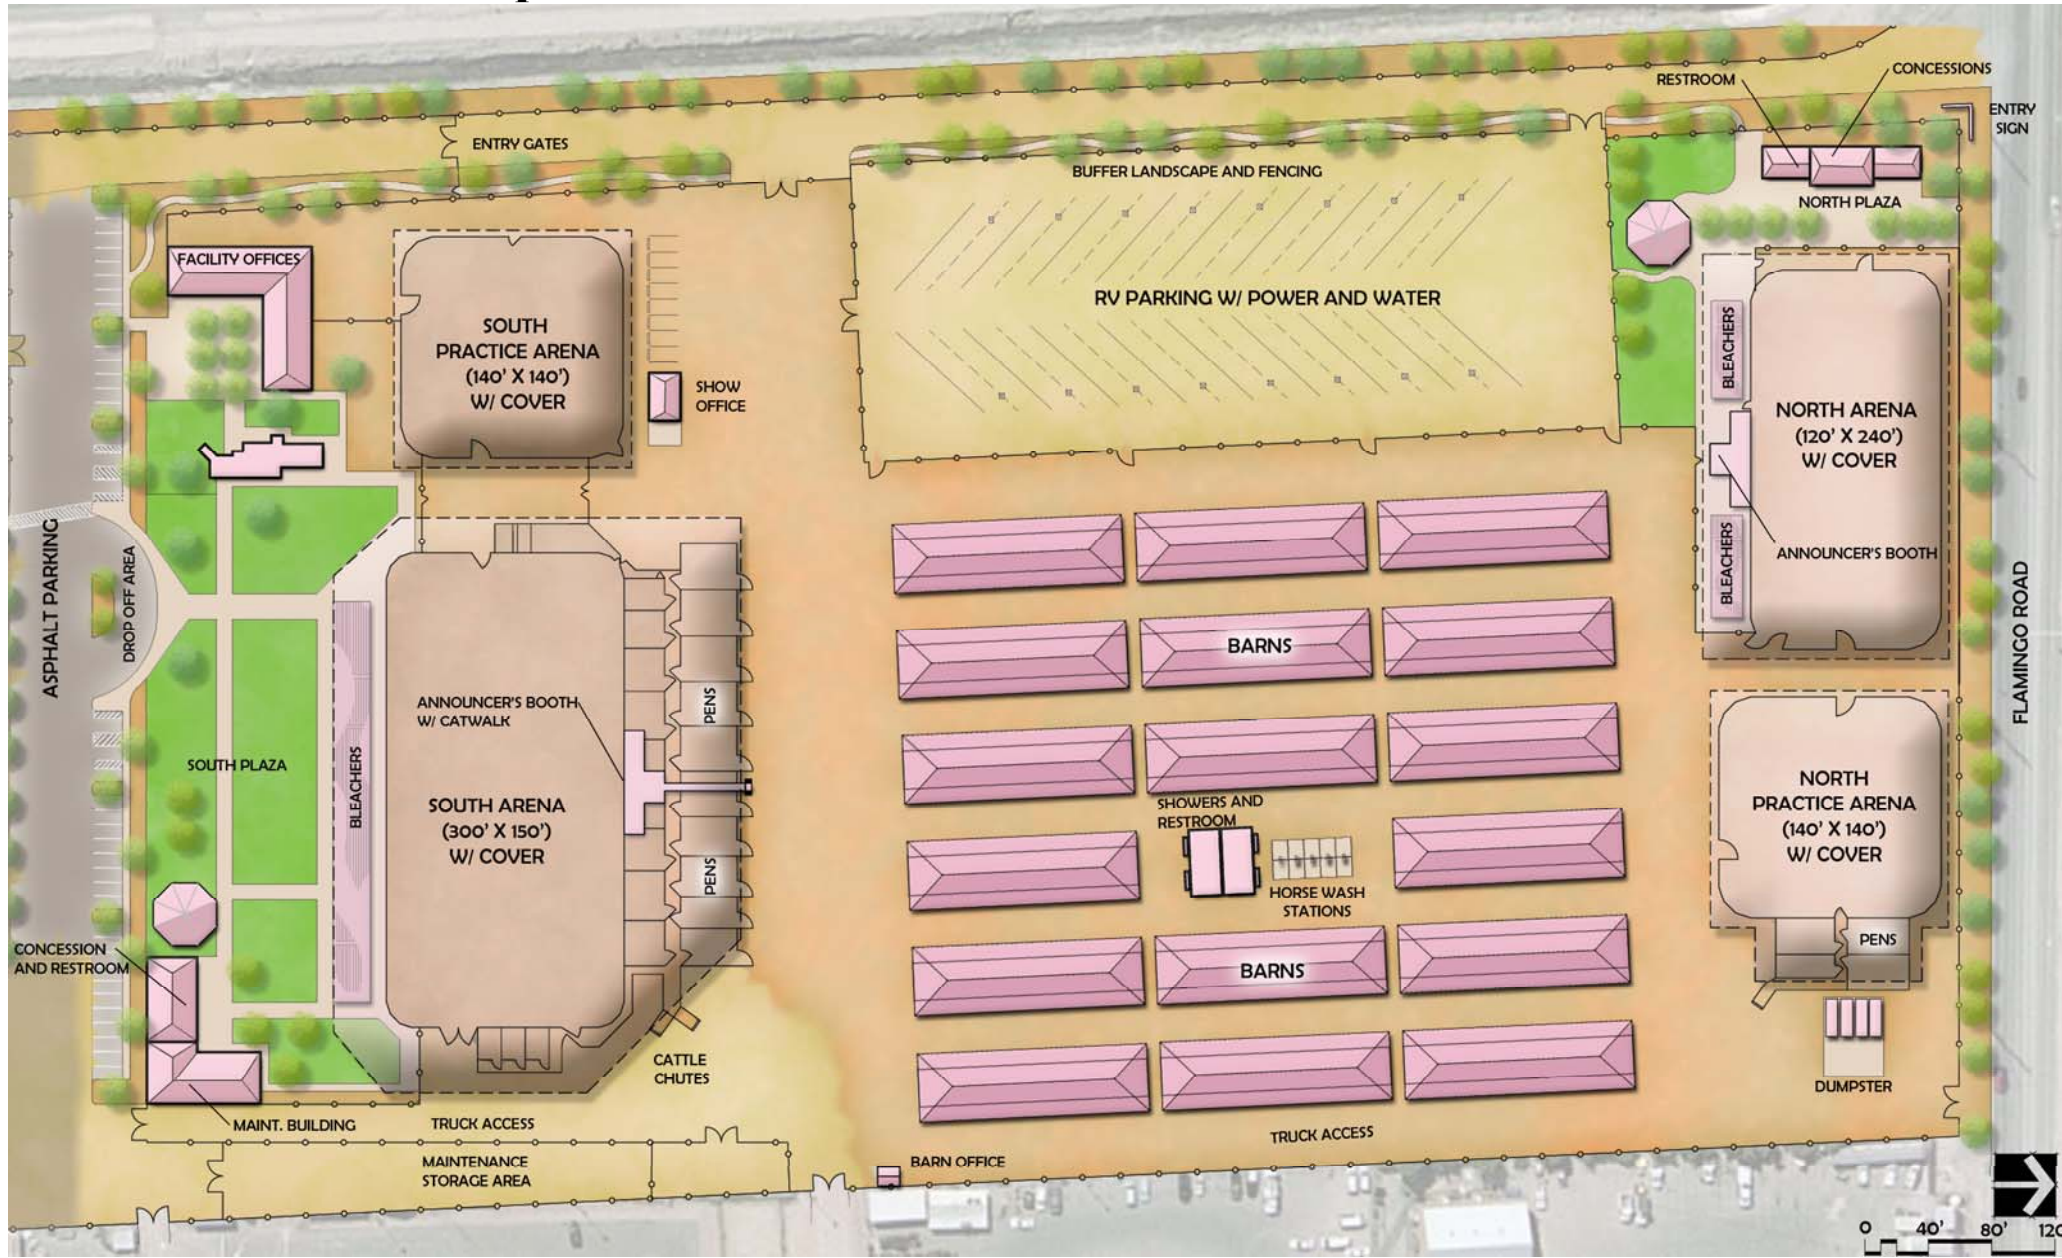 RESTROOM
CONCESSIONS
ENTRY
SIGN
ENTRY GATES
BUFFER LANDSCAPE AND FENCING
NORTH PLAZA
FACILITY OFFICES
RV PARKING W/ POWER AND WATER
SOUTH
PRACTICE ARENA
(140' X 140')
W/ COVER
SHOW
OFFICE
BLEACHERS
NORTH ARENA
(120' X 240')
W/ COVER
BLEACHERS
ANNOUNCER'S BOOTH
FLAMINGO ROAD
ASPHALT PARKING
DROP OFF AREA
BARNS
ANNOUNCER'S BOOTH
W/ CATWALK
PENS
SOUTH PLAZA
BLEACHERS
SOUTH ARENA
(300' X 150')
W/ COVER
PENS
SHOWERS AND
RESTROOM
HORSE WASH
STATIONS
NORTH
PRACTICE ARENA
(140' X 140')
W/ COVER
PENS
CONCESSION
AND RESTROOM
BARNS
CATTLE
CHUTES
DUMPSTER
MAINT. BUILDING
TRUCK ACCESS
TRUCK ACCESS
MAINTENANCE
STORAGE AREA
BARN OFFICE
0 40' 80' 120